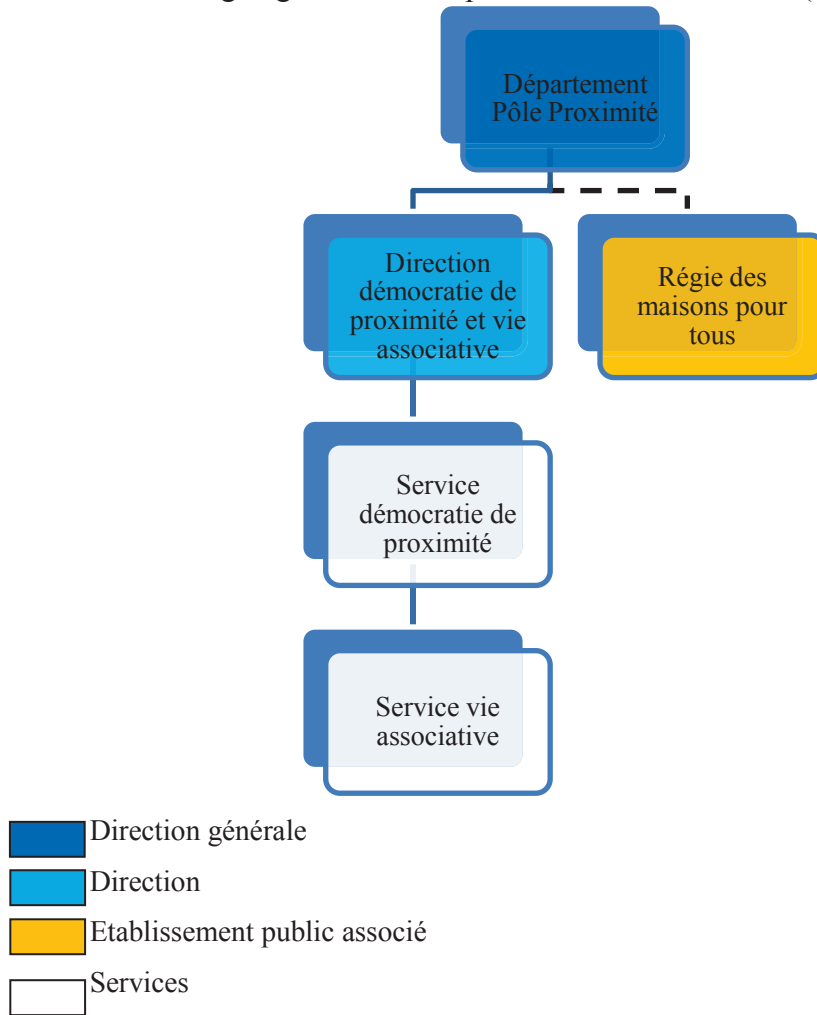 Département
Pôle Proximité
Direction
démocratie de
proximité et vie
associative
Régie des
maisons pour
tous
Service
démocratie de
proximité
Service vie
associative
Direction générale
Direction
Etablissement public associé
Services